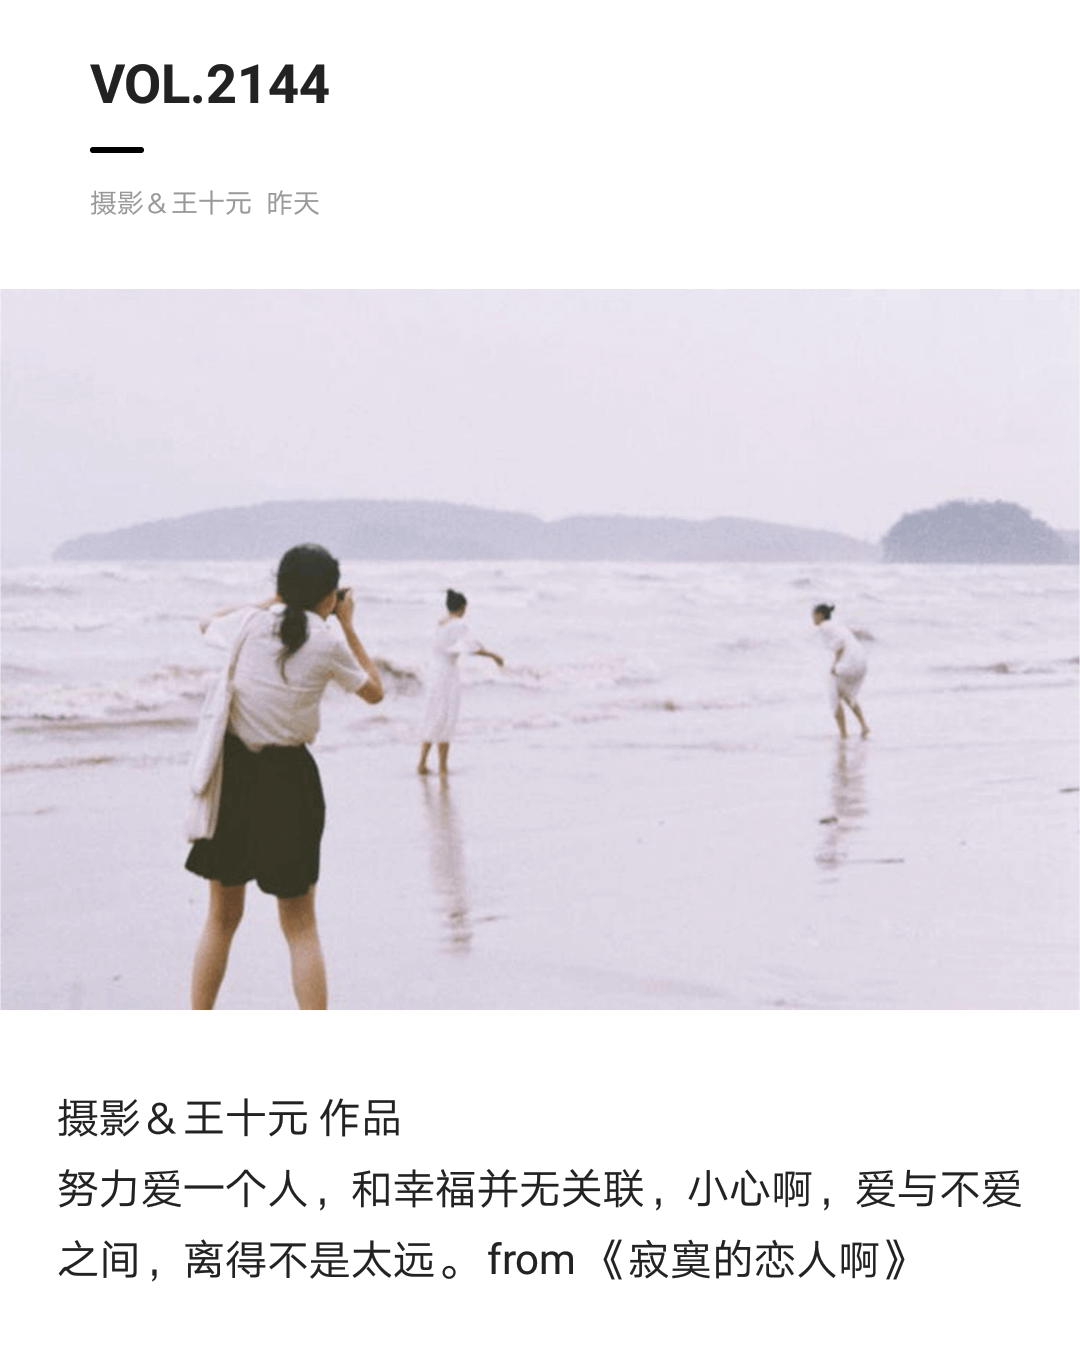 VOL.2144
摄影＆王十元 昨天
摄影＆王十元 作品
努力爱一个人，和幸福并无关联，小心啊，爱与不爱
之间，离得不是太远。from《寂寞的恋人啊》